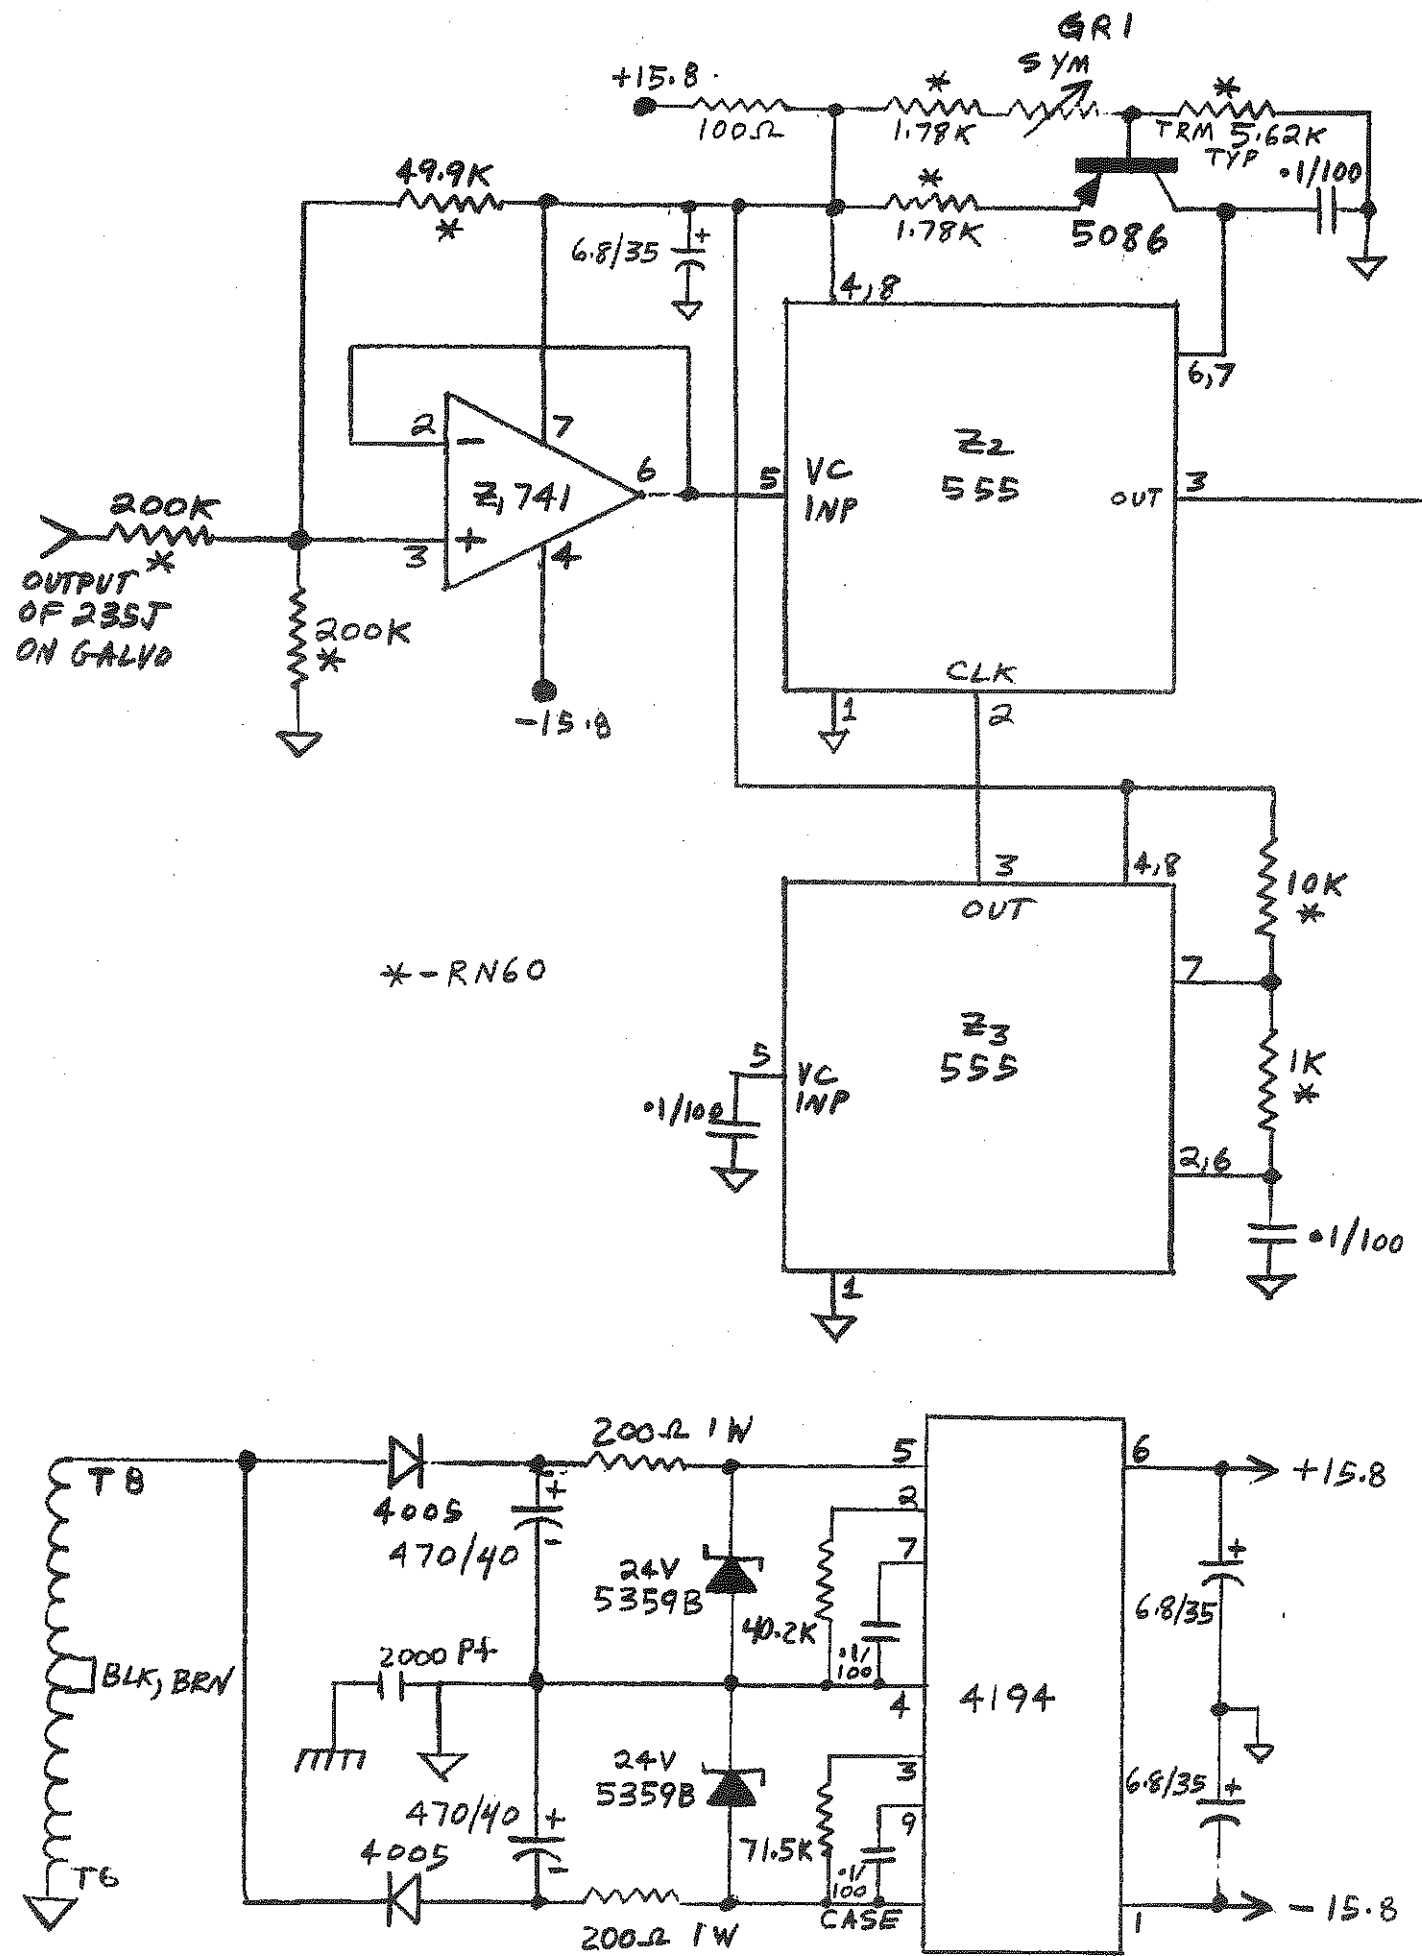 GR1
SYM
+15.8
100Ω
*
1.78K
*
TRM 5.62K
TYP
.1/100
49.9K
*
*
1.78K
5086
6.8/35
+
4,8
6,7
2
-
7
Z1 741
6
3
+
4
5
VC
INP
Z2
555
OUT
3
200K
*
OUTPUT
OF 235J
ON GALVO
200K
*
-15.8
CLK
1
2
3
4,8
OUT
10K
*
*-RN60
7
Z3
555
5
VC
INP
1K
*
.1/100
2,6
.1/100
1
200Ω 1W
T8
4005
+
-
470/40
24V
5359B
5
2
7
6
+15.8
40.2K
.1/
100
+
6.8/35
2000 Pf
BLK, BRN
4
4194
24V
5359B
3
9
470/40
+
-
4005
71.5K
.1/
100
6.8/35
+
T6
CASE
200Ω 1W
1
-15.8